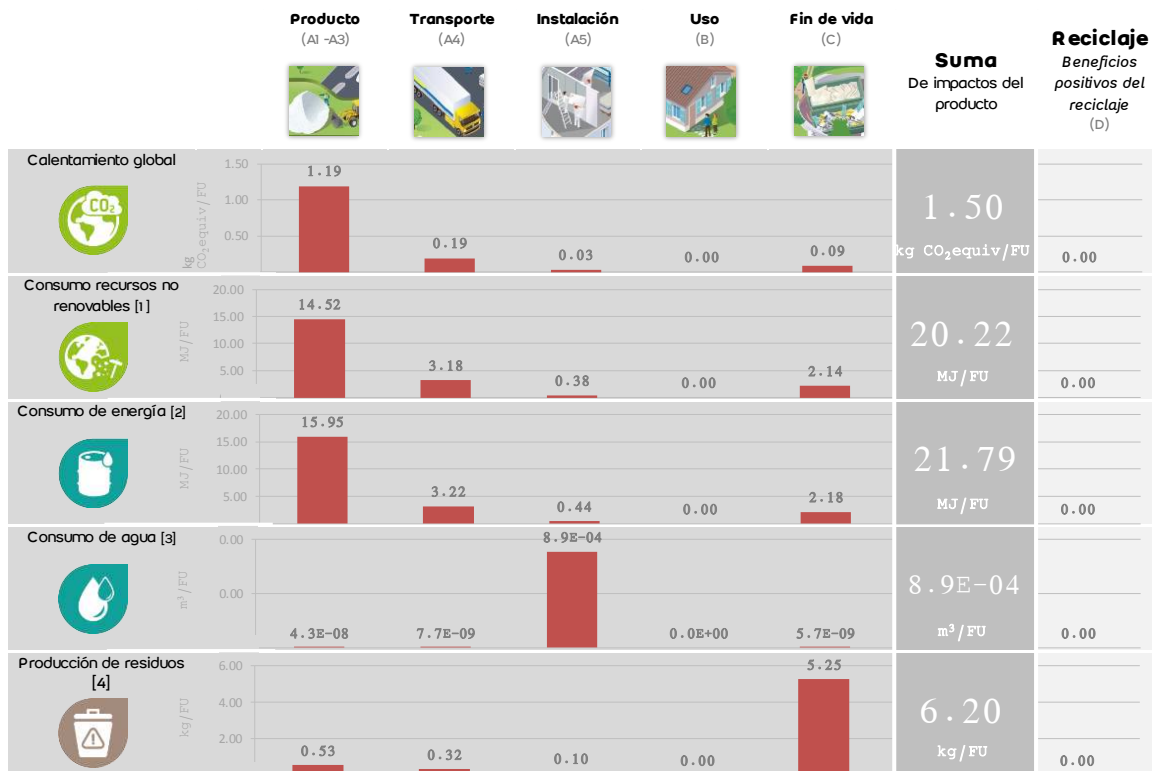 Producto
(A1 -A3)
Transporte
(A4)
Instalación
(A5)
Uso
(B)
Fin de vida
(C)
Suma
De impactos del
producto
Reciclaje
Beneficios
positivos del
reciclaje
(D)
Calentamiento global
CO2
kg
CO2equiv/FU
1.50
1.00
0.50
1.19
0.19
0.03
0.00
0.09
1.50
kg CO2equiv/FU
0.00
Consumo recursos no
renovables [1]
MJ/FU
20.00
15.00
10.00
5.00
14.52
3.18
0.38
0.00
2.14
20.22
MJ/FU
0.00
Consumo de energía [2]
MJ/FU
20.00
15.00
10.00
5.00
15.95
3.22
0.44
0.00
2.18
21.79
MJ/FU
0.00
Consumo de agua [3]
m³/FU
0.00
0.00
4.3E-08
7.7E-09
8.9E-04
0.0E+00
5.7E-09
8.9E-04
m³/FU
0.00
Producción de residuos
[4]
kg/FU
6.00
4.00
2.00
0.53
0.32
0.10
0.00
5.25
6.20
kg/FU
0.00